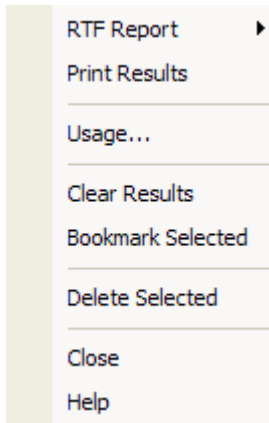 RTF Report
Print Results
Usage...
Clear Results
Bookmark Selected
Delete Selected
Close
Help